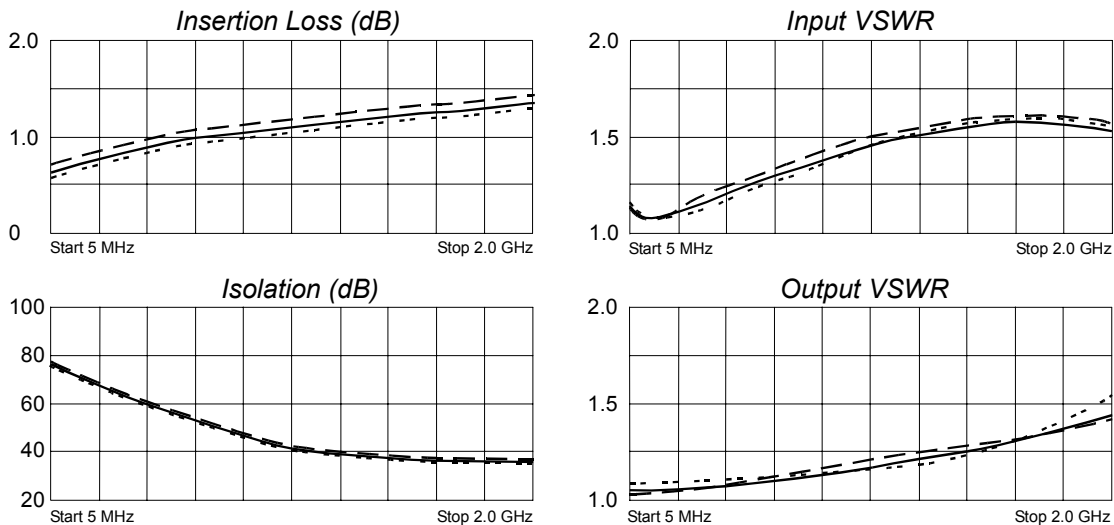 Insertion Loss (dB)
2.0
1.0
0
Start 5 MHz
Stop 2.0 GHz
Input VSWR
2.0
1.5
1.0
Start 5 MHz
Stop 2.0 GHz
Isolation (dB)
100
80
60
40
20
Start 5 MHz
Stop 2.0 GHz
Output VSWR
2.0
1.5
1.0
Start 5 MHz
Stop 2.0 GHz